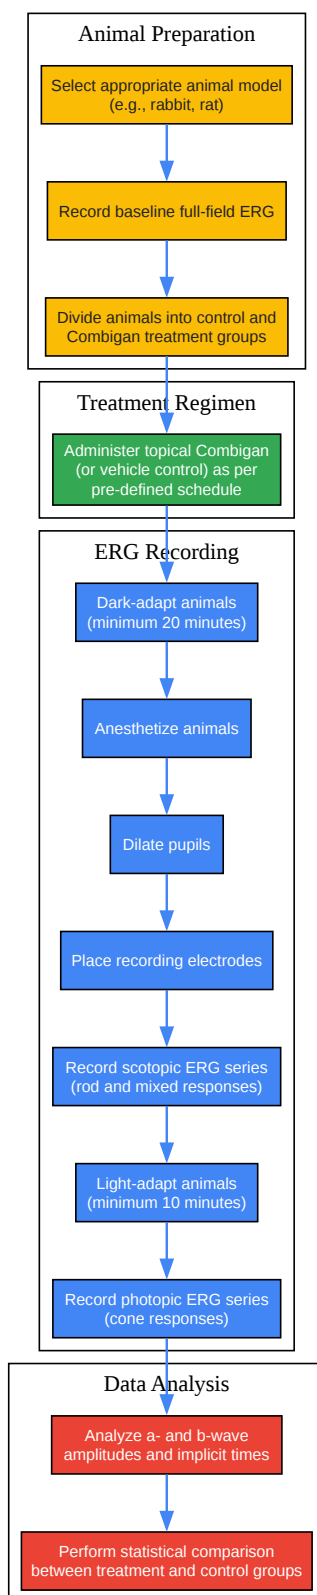 Animal Preparation
Select appropriate animal model
(e.g., rabbit, rat)
Record baseline full-field ERG
Divide animals into control and
Combigan treatment groups
Treatment Regimen
Administer topical Combigan
(or vehicle control) as per
pre-defined schedule
ERG Recording
Dark-adapt animals
(minimum 20 minutes)
Anesthetize animals
Dilate pupils
Place recording electrodes
Record scotopic ERG series
(rod and mixed responses)
Light-adapt animals
(minimum 10 minutes)
Record photopic ERG series
(cone responses)
Data Analysis
Analyze a- and b-wave
amplitudes and implicit times
Perform statistical comparison
between treatment and control groups